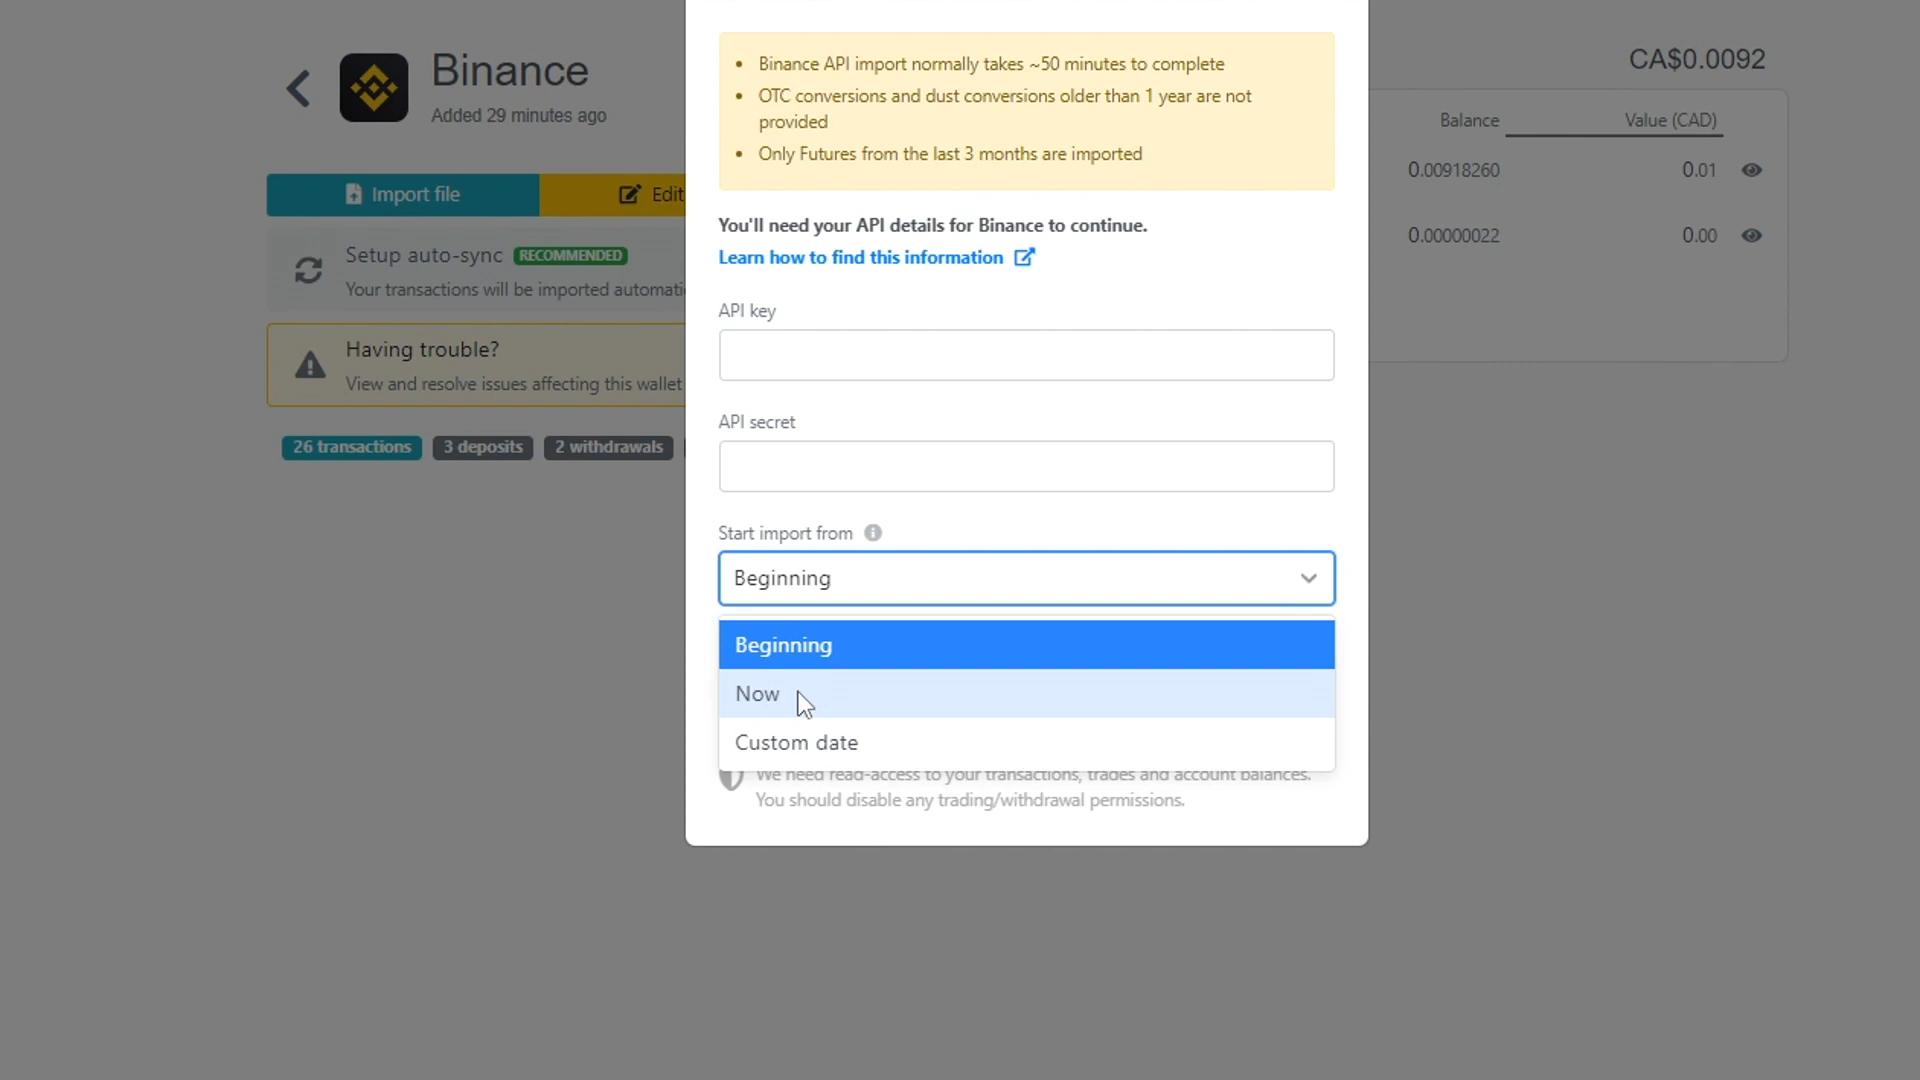 Binance
Added 29 minutes ago
Import file
Edit
Setup auto-sync RECOMMENDED
Your transactions will be imported automati
Having trouble?
View and resolve issues affecting this wallet
26 transactions
3 deposits
2 withdrawals
Binance API import normally takes ~50 minutes to complete
OTC conversions and dust conversions older than 1 year are not
provided
Only Futures from the last 3 months are imported
You'll need your API details for Binance to continue.
Learn how to find this information
API key
API secret
Start import from
Beginning
Beginning
Now
Custom date
We need read-access to your transactions, trades and account balances.
You should disable any trading/withdrawal permissions.
CA$0.0092
Balance Value (CAD)
0.00918260 0.01
0.00000022 0.00